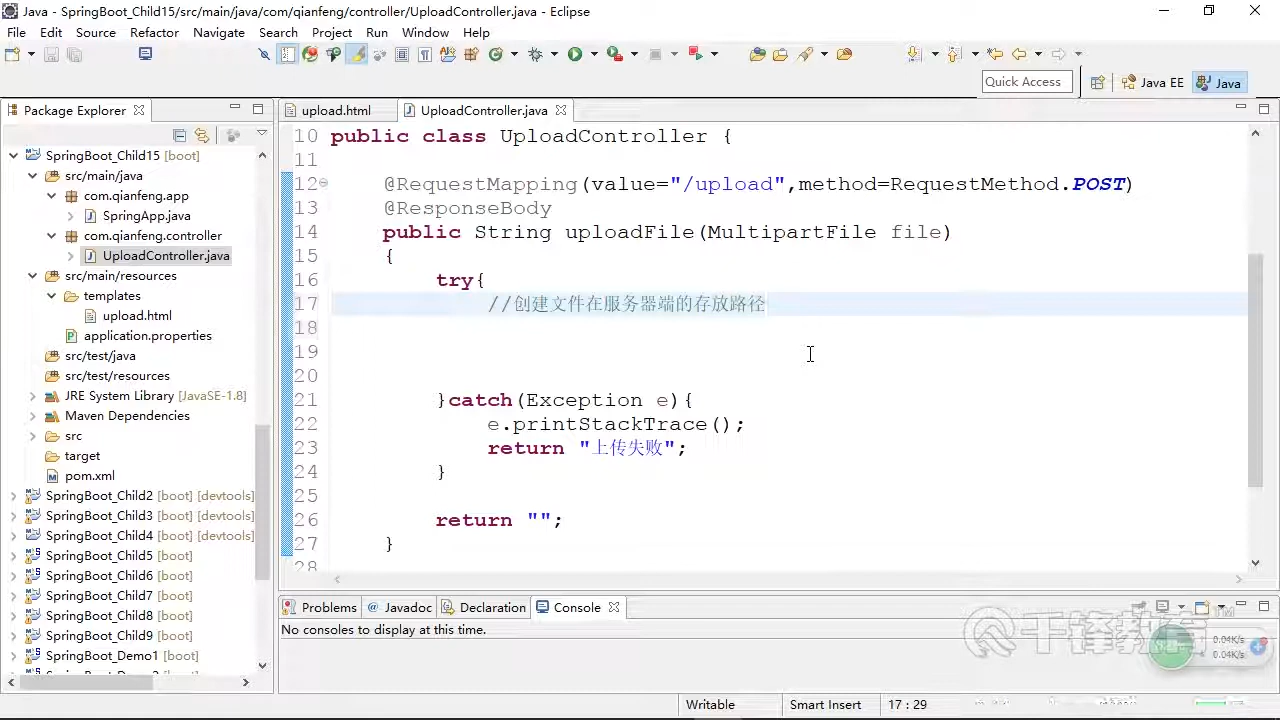 Java - SpringBoot_Child15/src/main/java/com/qianfeng/controller/UploadController.java - Eclipse
File Edit Source Refactor Navigate Search Project Run Window Help
Quick Access
Java EE
Java
Package Explorer
SpringBoot_Child15 [boot]
src/main/java
com.qianfeng.app
SpringApp.java
com.qianfeng.controller
UploadController.java
src/main/resources
templates
upload.html
application.properties
src/test/java
src/test/resources
JRE System Library [JavaSE-1.8]
Maven Dependencies
src
target
pom.xml
SpringBoot_Child2 [boot] [devtools]
SpringBoot_Child3 [boot] [devtools]
SpringBoot_Child4 [boot] [devtools]
SpringBoot_Child5 [boot]
SpringBoot_Child6 [boot]
SpringBoot_Child7 [boot]
SpringBoot_Child8 [boot]
SpringBoot_Child9 [boot]
SpringBoot_Demo1 [boot]
upload.html
UploadController.java
10 public class UploadController {
11
12 @RequestMapping(value="/upload",method=RequestMethod.POST)
13 @ResponseBody
14 public String uploadFile(MultipartFile file)
15 {
16 try{
17 //创建文件在服务器端的存放路径
18
19
20
21 }catch(Exception e){
22 e.printStackTrace();
23 return "上传失败";
24 }
25
26 return "";
27 }
28
Problems Javadoc Declaration Console
No consoles to display at this time.
千锋教育 TM
0.04K/s
0.04K/s
Writable Smart Insert 17 : 29